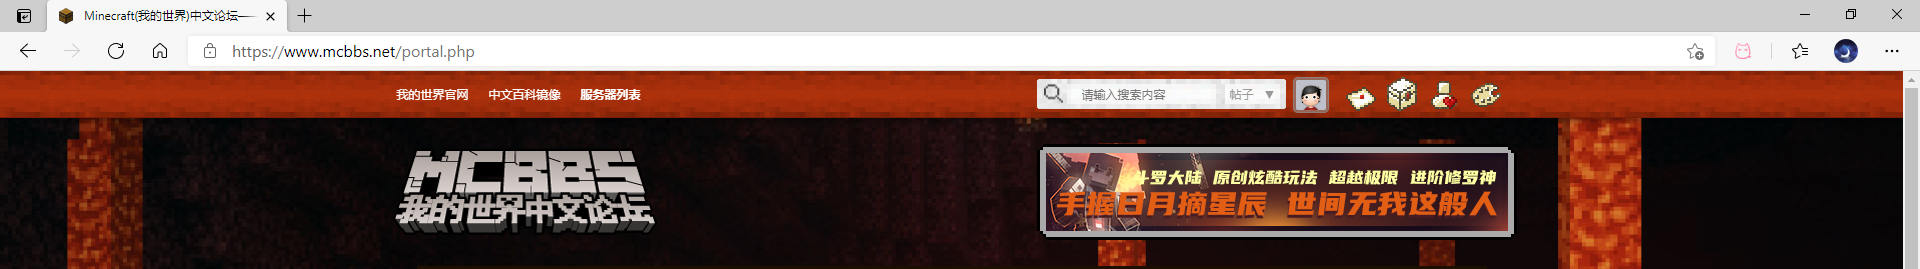 Minecraft(我的世界)中文论坛——
https://www.mcbbs.net/portal.php
我的世界官网 中文百科镜像 服务器列表
请输入搜索内容 帖子
MCBBS
我的世界中文论坛
斗罗大陆 原创炫酷玩法 超越极限 进阶修罗神
手握日月摘星辰 世间无我这般人